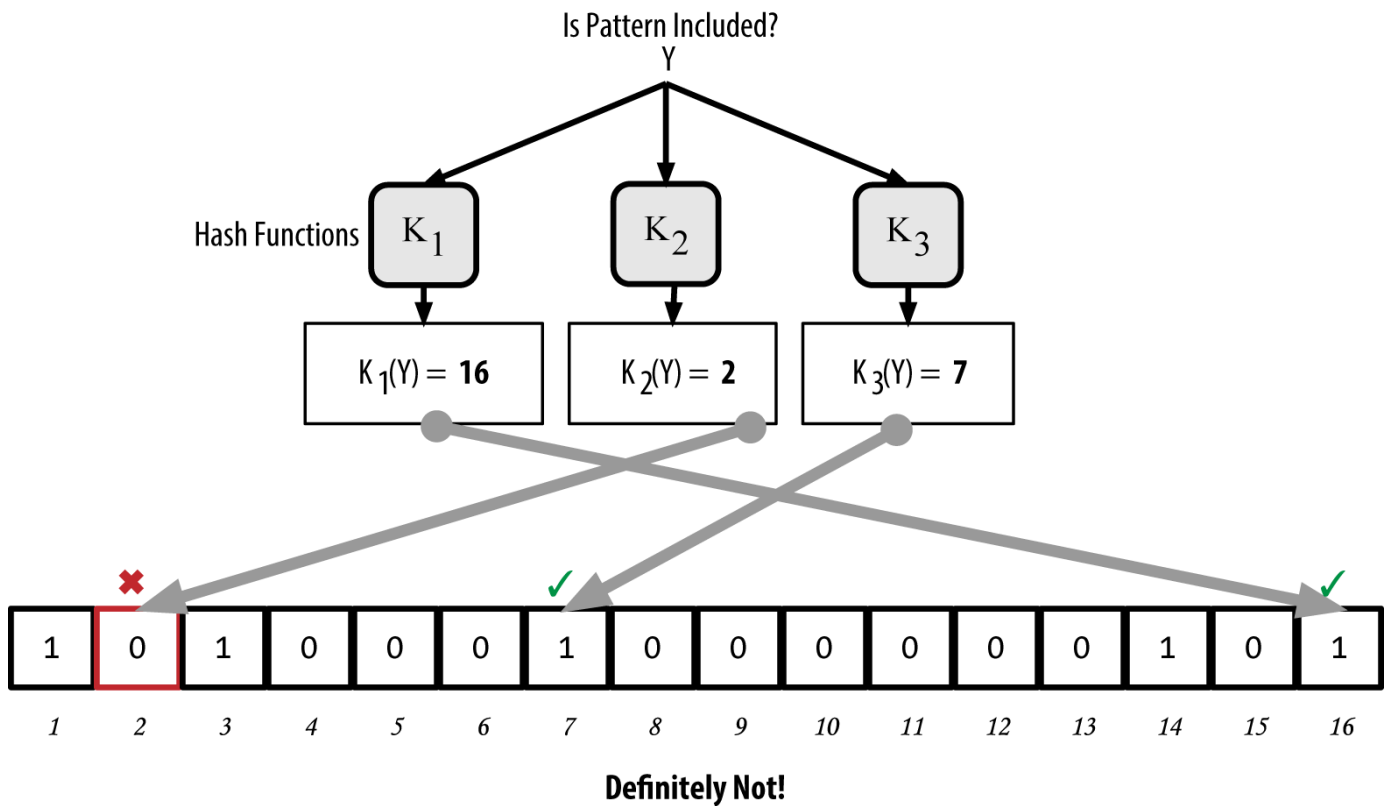 Is Pattern Included?
Y
Hash Functions K1 K2 K3
K1(Y) = 16 K2(Y) = 2 K3(Y) = 7
✖ ✓ ✓
1 0 1 0 0 0 1 0 0 0 0 0 0 1 0 1
1 2 3 4 5 6 7 8 9 10 11 12 13 14 15 16
Definitely Not!